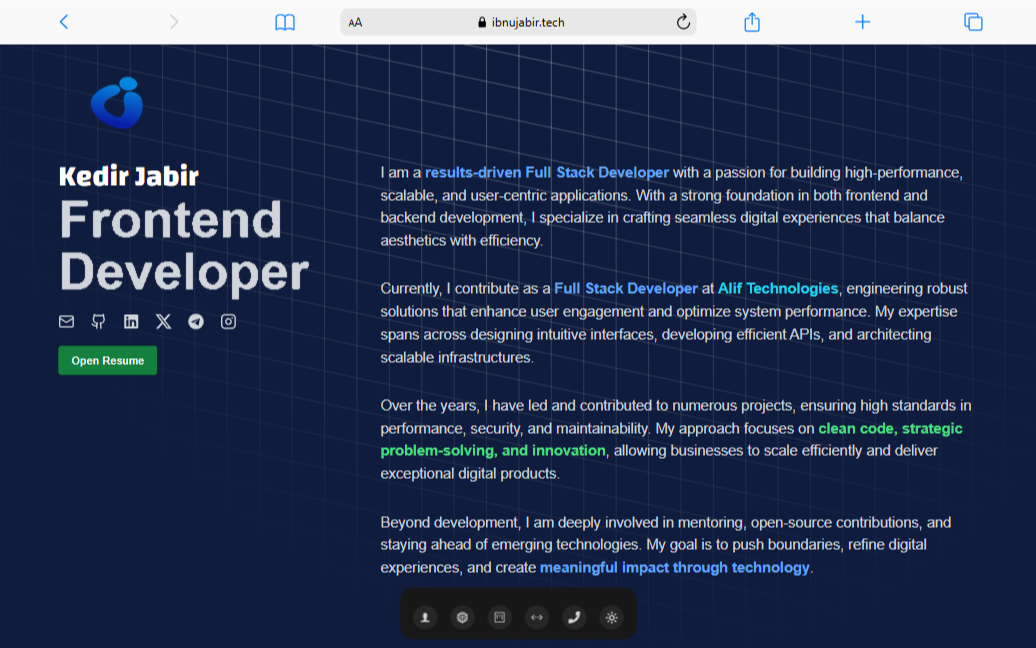 AA
ibnujabir.tech
Kedir Jabir
Frontend
Developer
Open Resume
I am a results-driven Full Stack Developer with a passion for building high-performance,
scalable, and user-centric applications. With a strong foundation in both frontend and
backend development, I specialize in crafting seamless digital experiences that balance
aesthetics with efficiency.
Currently, I contribute as a Full Stack Developer at Alif Technologies, engineering robust
solutions that enhance user engagement and optimize system performance. My expertise
spans across designing intuitive interfaces, developing efficient APIs, and architecting
scalable infrastructures.
Over the years, I have led and contributed to numerous projects, ensuring high standards in
performance, security, and maintainability. My approach focuses on clean code, strategic
problem-solving, and innovation, allowing businesses to scale efficiently and deliver
exceptional digital products.
Beyond development, I am deeply involved in mentoring, open-source contributions, and
staying ahead of emerging technologies. My goal is to push boundaries, refine digital
experiences, and create meaningful impact through technology.